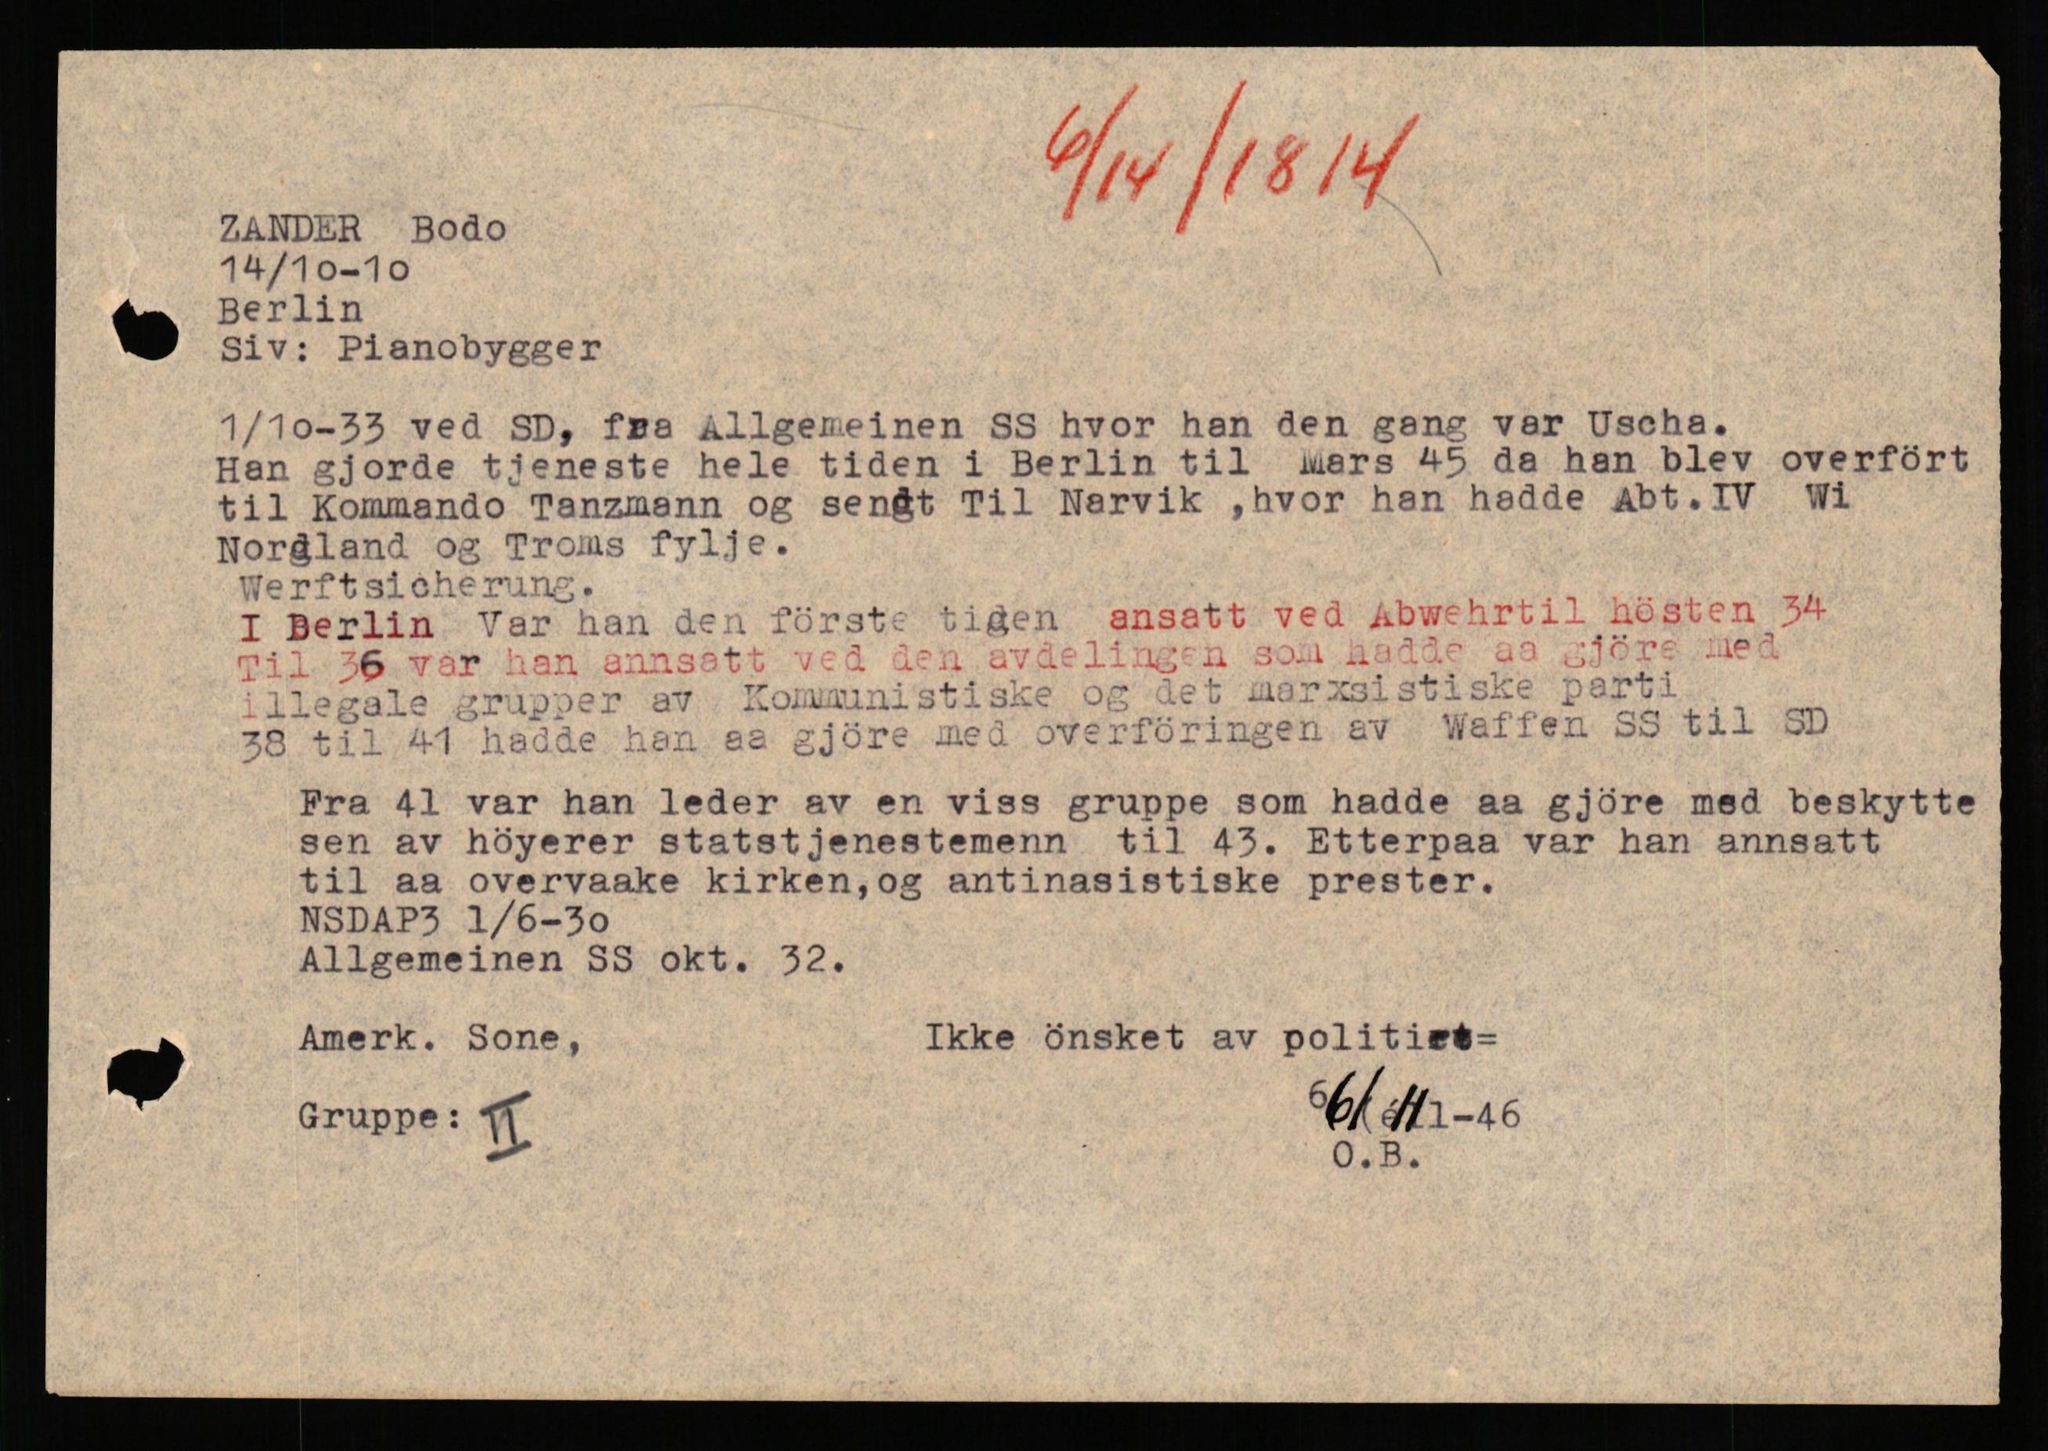 6/14/1814
ZANDER Bodo
14/1o-1o
Berlin
Siv: Pianobygger
1/1o-33 ved SD, fra Allgemeinen SS hvor han den gang var Uscha.
Han gjorde tjeneste hele tiden i Berlin til Mars 45 da han blev overfört
til Kommando Tanzmann og sendt Til Narvik ,hvor han hadde Abt.IV Wi
Nordland og Troms fylje.
Werftsicherung.
I Berlin Var han den förste tiden ansatt ved Abwehrtil hösten 34
Til 36 var han annsatt ved den avdelingen som hadde aa gjöre med
illegale grupper av Kommunistiske og det marxsistiske parti
38 til 41 hadde han aa gjöre med overföringen av Waffen SS til SD
Fra 41 var han leder av en viss gruppe som hadde aa gjöre med beskytte
sen av höyerer statstjenestemenn til 43. Etterpaa var han annsatt
til aa overvaake kirken,og antinasistiske prester.
NSDAP3 1/6-3o
Allgemeinen SS okt. 32.
Amerk. Sone, Ikke önsket av politiet=
Gruppe: II 6/11-46
O.B.